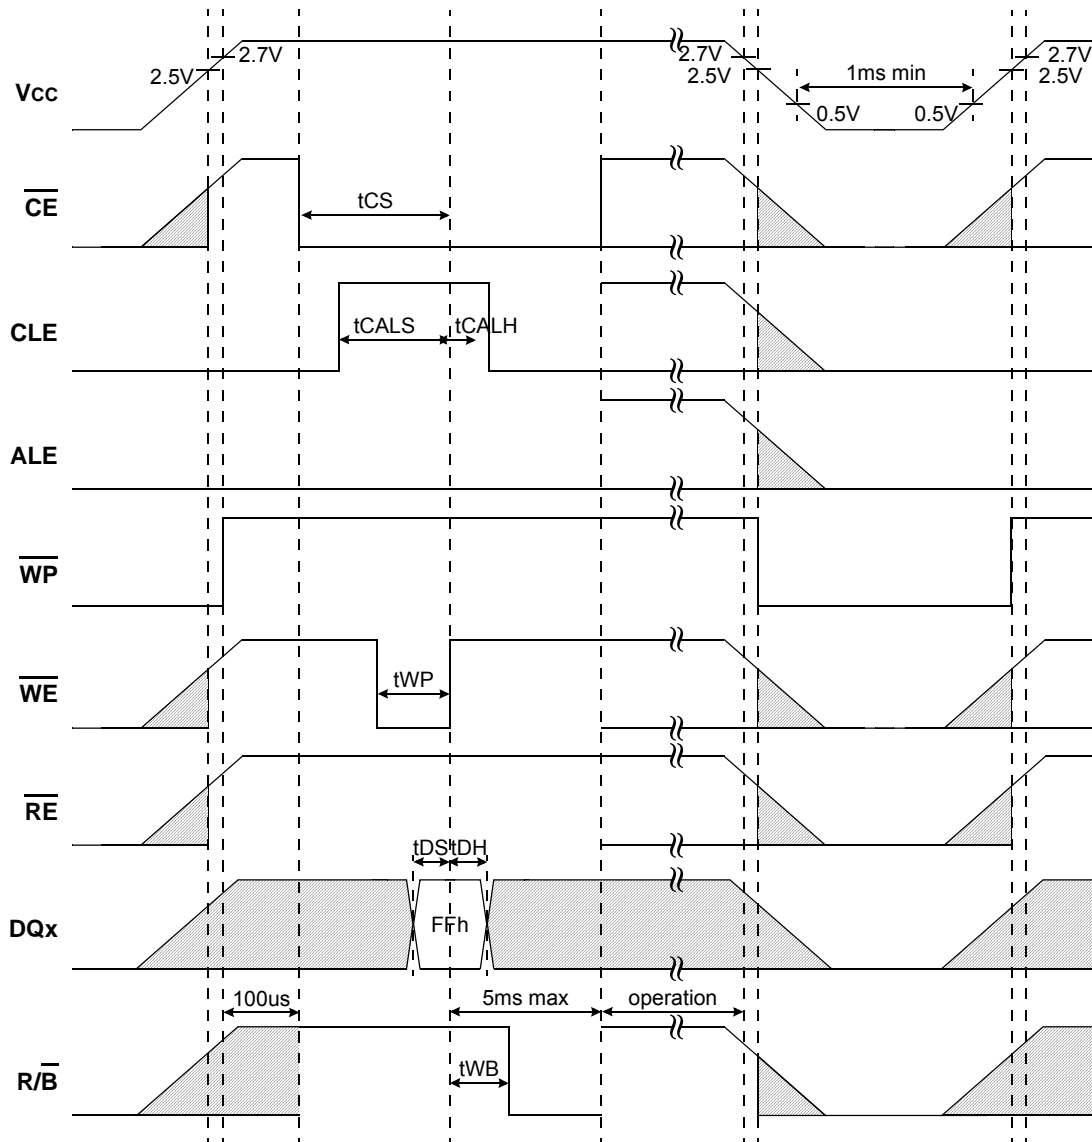 2.7V
2.5V
Vcc
2.7V
2.5V
1ms min
0.5V
0.5V
2.7V
2.5V
CE
tCS
CLE
tCALS
tCALH
ALE
WP
WE
tWP
RE
tDS
tDH
DQx
FFh
100us
5ms max
operation
R/B
tWB